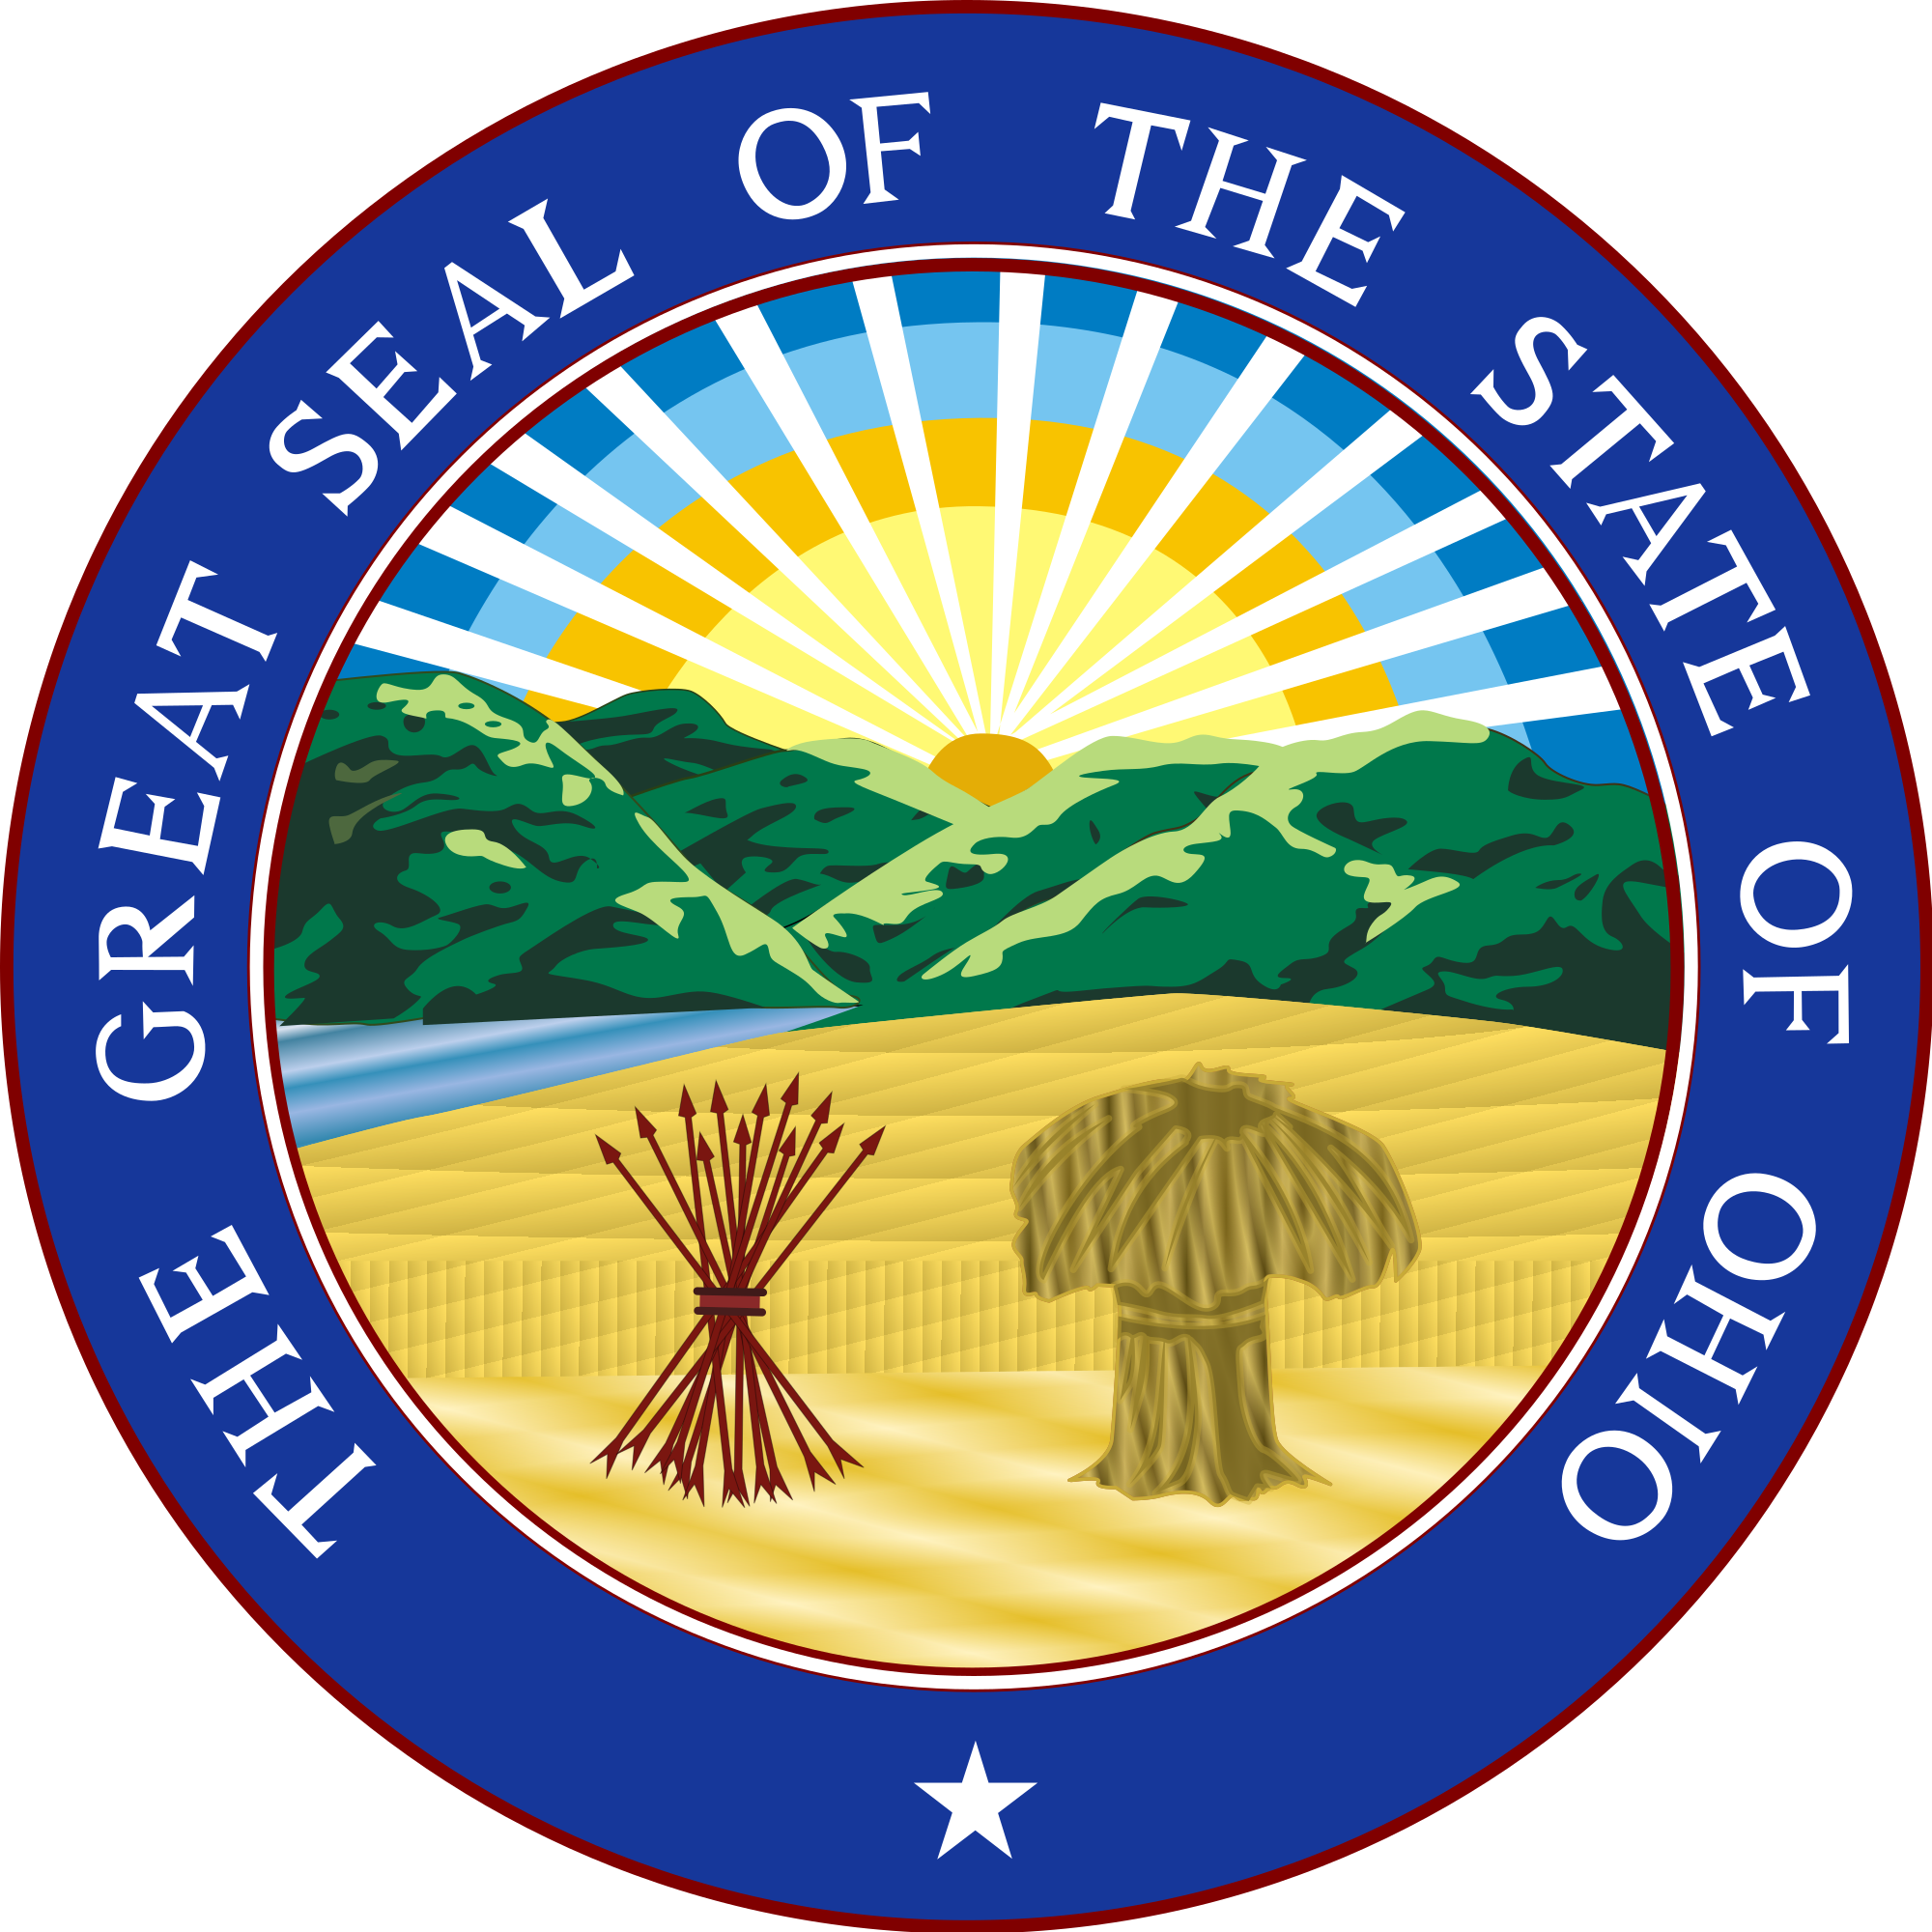 THE GREAT SEAL OF THE STATE OF OHIO